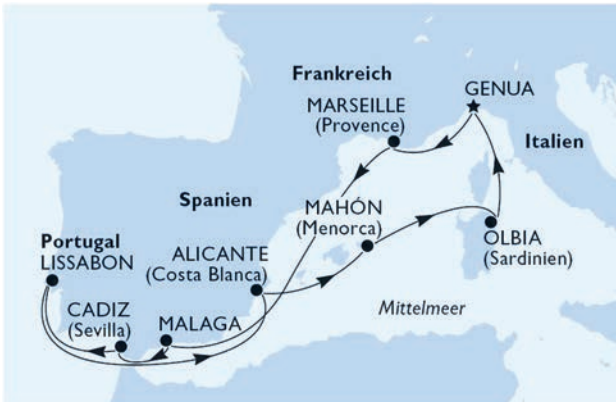 Frankreich
GENUA
MARSEILLE
(Provence)
Italien
Spanien
MAHÓN
(Menorca)
Portugal
LISSABON
ALICANTE
(Costa Blanca)
OLBIA
(Sardinien)
CADIZ
(Sevilla)
MALAGA
Mittelmeer